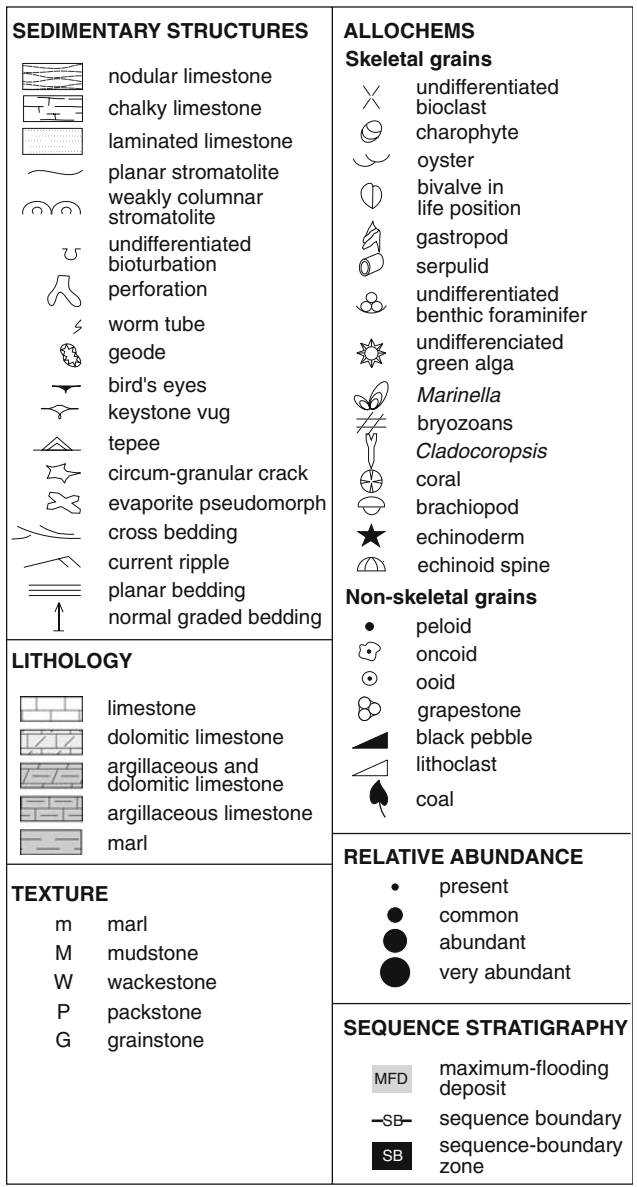 SEDIMENTARY STRUCTURES
nodular limestone
chalky limestone
laminated limestone
planar stromatolite
weakly columnar
stromatolite
undifferentiated
bioturbation
perforation
worm tube
geode
bird's eyes
keystone vug
tepee
circum-granular crack
evaporite pseudomorph
cross bedding
current ripple
planar bedding
normal graded bedding
LITHOLOGY
limestone
dolomitic limestone
argillaceous and
dolomitic limestone
argillaceous limestone
marl
TEXTURE
m marl
M mudstone
W wackestone
P packstone
G grainstone
ALLOCHEMS
Skeletal grains
undifferentiated
bioclast
charophyte
oyster
bivalve in
life position
gastropod
serpulid
undifferentiated
benthic foraminifer
undifferenciated
green alga
Marinella
bryozoans
Cladocoropsis
coral
brachiopod
echinoderm
echinoid spine
Non-skeletal grains
peloid
oncoid
ooid
grapestone
black pebble
lithoclast
coal
RELATIVE ABUNDANCE
present
common
abundant
very abundant
SEQUENCE STRATIGRAPHY
MFD maximum-flooding
deposit
SB sequence boundary
SB sequence-boundary
zone